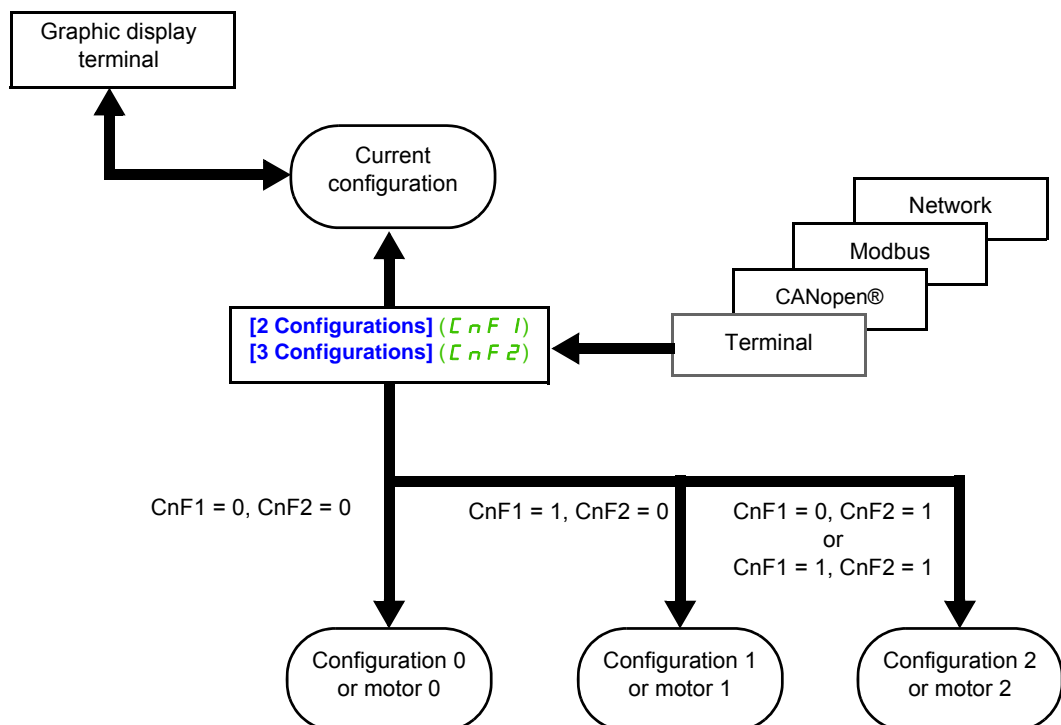 Graphic display
terminal
Current
configuration
Network
Modbus
CANopen®
Terminal
[2 Configurations] (CnF1)
[3 Configurations] (CnF2)
CnF1 = 0, CnF2 = 0
CnF1 = 1, CnF2 = 0
CnF1 = 0, CnF2 = 1
or
CnF1 = 1, CnF2 = 1
Configuration 0
or motor 0
Configuration 1
or motor 1
Configuration 2
or motor 2